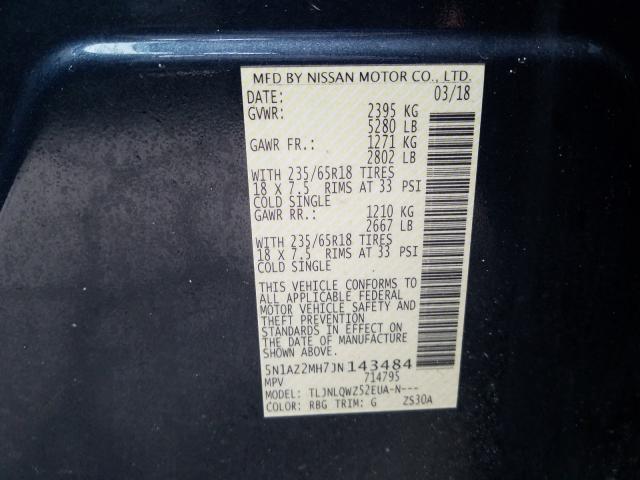 MFD BY NISSAN MOTOR CO., LTD.
DATE: 03/18
GVWR: 2395 KG
5280 LB
GAWR FR.: 1271 KG
2802 LB
WITH 235/65R18 TIRES
18 X 7.5 RIMS AT 33 PSI
COLD SINGLE
GAWR RR.: 1210 KG
2667 LB
WITH 235/65R18 TIRES
18 X 7.5 RIMS AT 33 PSI
COLD SINGLE
THIS VEHICLE CONFORMS TO
ALL APPLICABLE FEDERAL
MOTOR VEHICLE SAFETY AND
THEFT PREVENTION
STANDARDS IN EFFECT ON
THE DATE OF MANUFACTURE
SHOWN ABOVE.
5N1AZ2MH7JN143484
MPV 714795
MODEL: TLJNLQWZ52EUA-N---
COLOR: RBG TRIM: G ZS30A